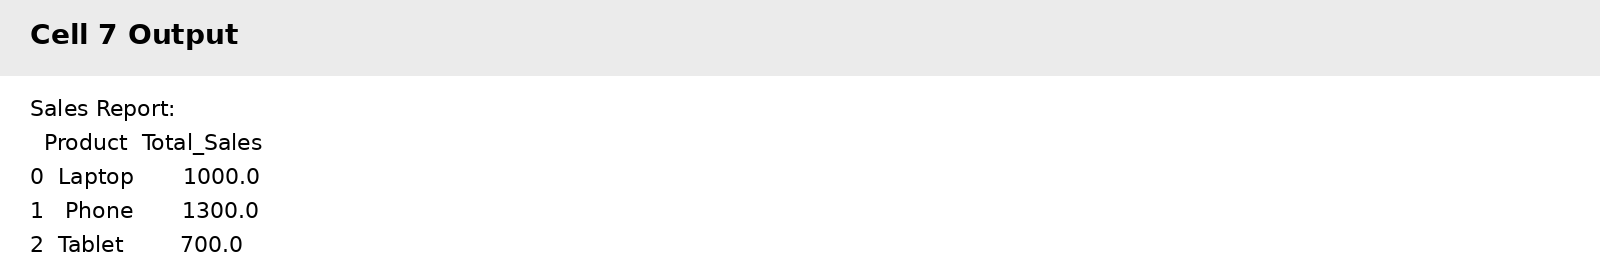 Cell 7 Output
Sales Report:
  Product  Total_Sales
0  Laptop       1000.0
1   Phone       1300.0
2  Tablet        700.0